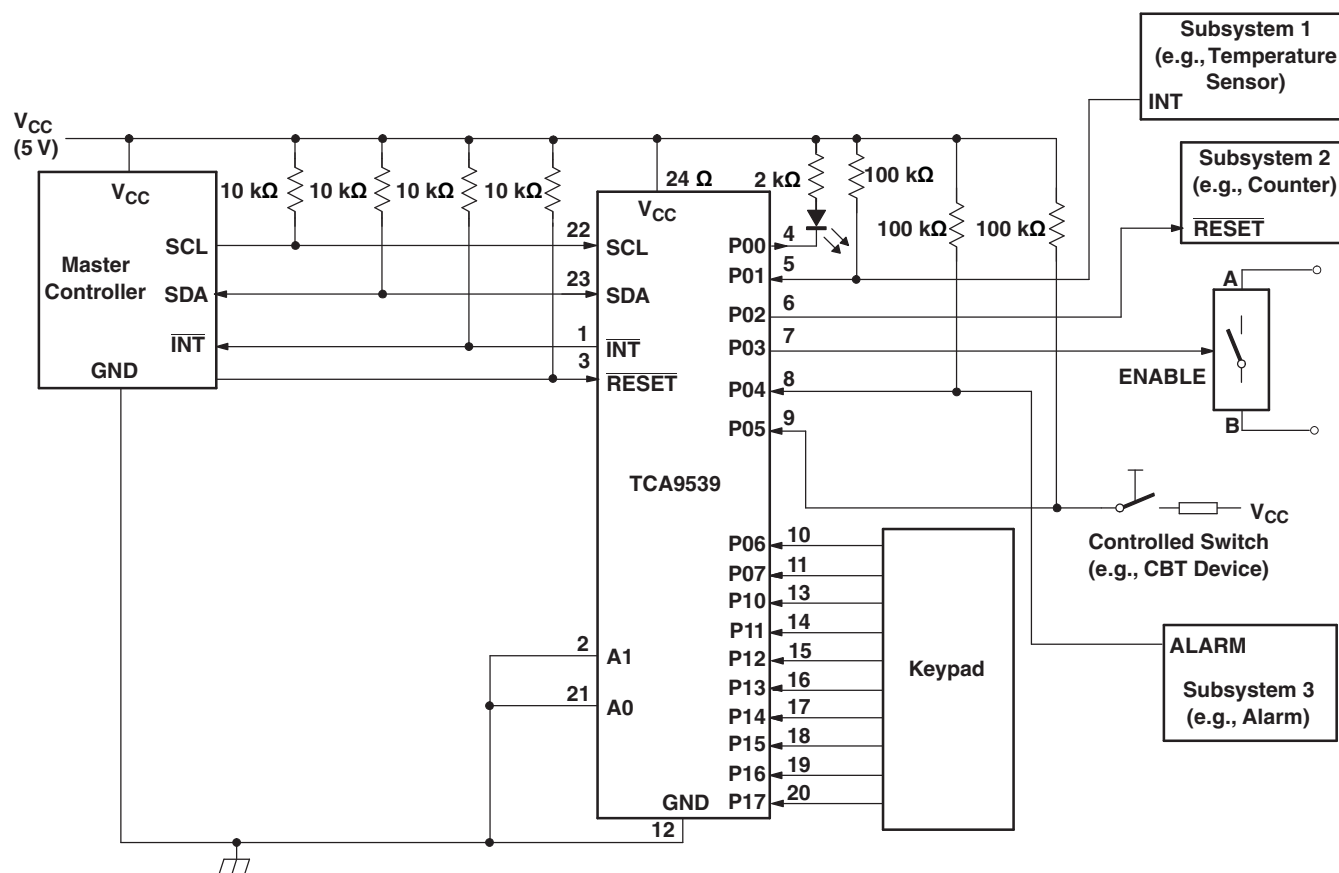 Subsystem 1
(e.g., Temperature
Sensor)
INT
V_CC
(5 V)
Subsystem 2
(e.g., Counter)
R̅E̅S̅E̅T̅
V_CC
10 kΩ
10 kΩ
10 kΩ
10 kΩ
24 Ω
2 kΩ
100 kΩ
100 kΩ
100 kΩ
Master
Controller
SCL
SDA
I̅N̅T̅
GND
22
23
1
3
V_CC
SCL
SDA
I̅N̅T̅
R̅E̅S̅E̅T̅
P00
4
P01
5
P02
6
P03
7
P04
8
P05
9
A
ENABLE
B
TCA9539
V_CC
Controlled Switch
(e.g., CBT Device)
P06
10
P07
11
P10
13
P11
14
P12
15
P13
16
P14
17
P15
18
P16
19
P17
20
Keypad
2
A1
21
A0
GND
12
ALARM
Subsystem 3
(e.g., Alarm)